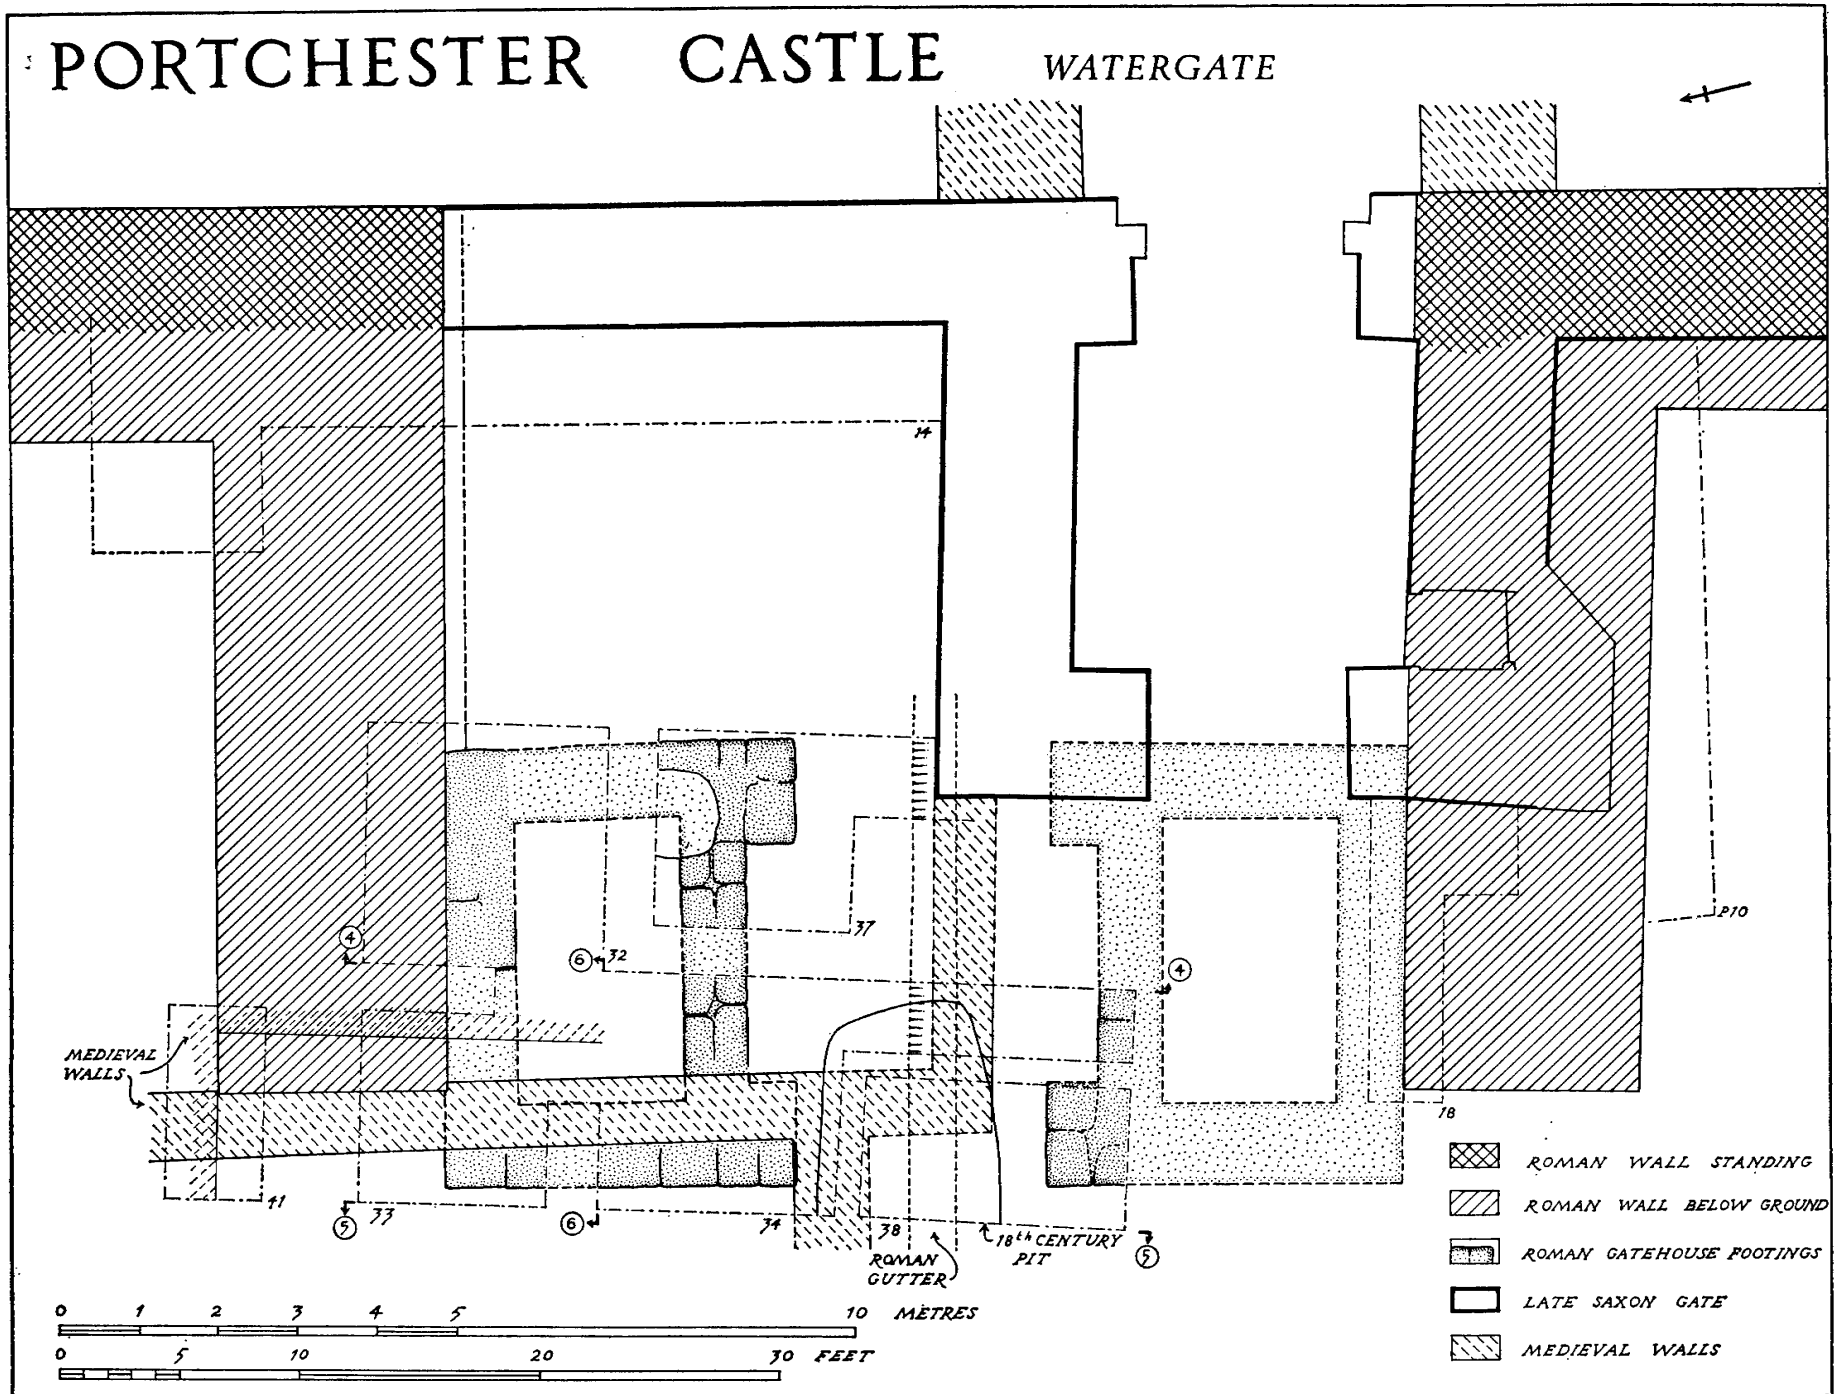 PORTCHESTER CASTLE WATERGATE
14
4
6
32
37
4
P10
MEDIEVAL
WALLS
18
41
5
33
6
34
38
ROMAN
GUTTER
18th CENTURY
PIT
5
ROMAN WALL STANDING
ROMAN WALL BELOW GROUND
ROMAN GATEHOUSE FOOTINGS
LATE SAXON GATE
MEDIEVAL WALLS
0 1 2 3 4 5 10 METRES
0 5 10 20 30 FEET